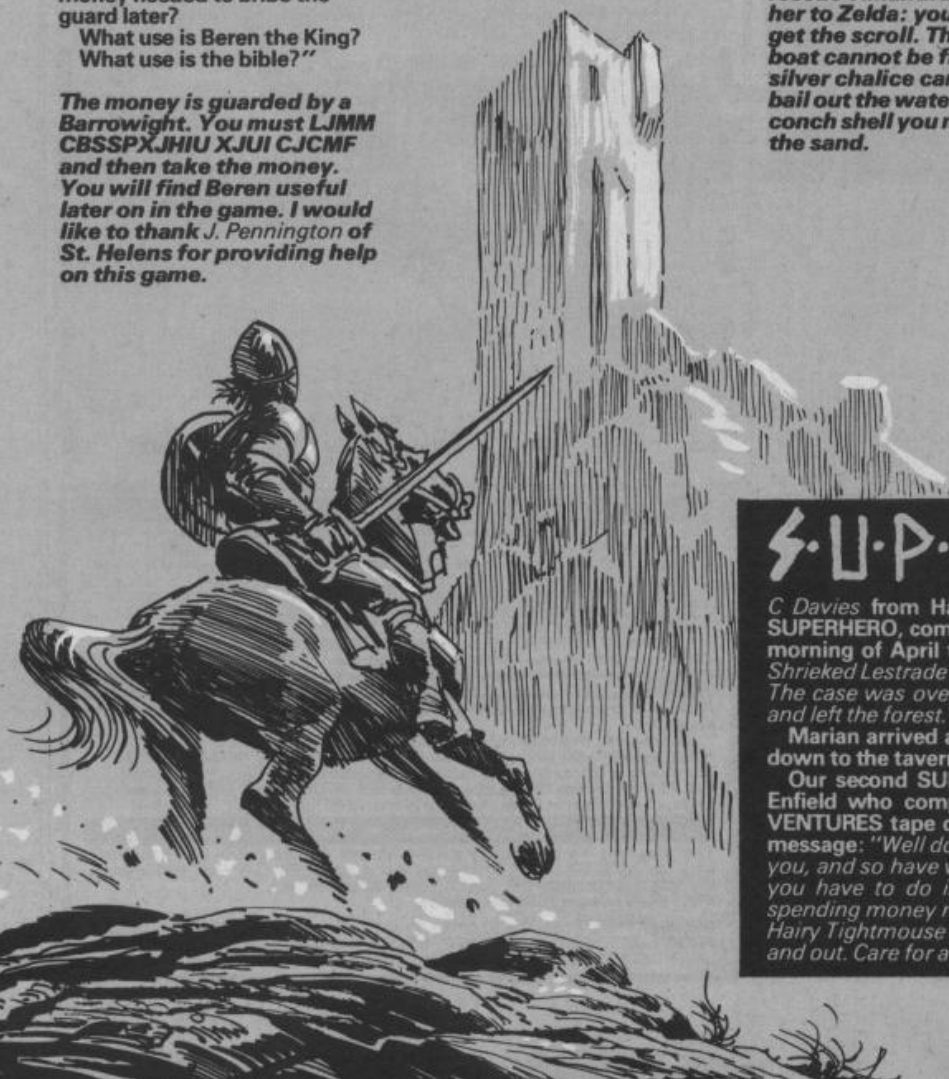 money needed to bribe the
guard later?
What use is Beren the King?
What use is the bible?"
The money is guarded by a
Barrowight. You must LJMM
CBSSPXJHIU XJUI CJCMF
and then take the money.
You will find Beren useful
later on in the game. I would
like to thank J. Pennington of
St. Helens for providing help
on this game.
her to Zelda: you
get the scroll. Th
boat cannot be
silver chalice
bail out the wate
conch shell you
the sand.
S·U·P·
C Davies from H
SUPERHERO, com
morning of April
Shrieked Lestrade
The case was ove
and left the forest
Marian arrived a
down to the tavern
Our second SU
Enfield who com
VENTURES tape
message: "Well do
you, and so have
you have to do
spending money
Hairy Tightmouse
and out. Care for a